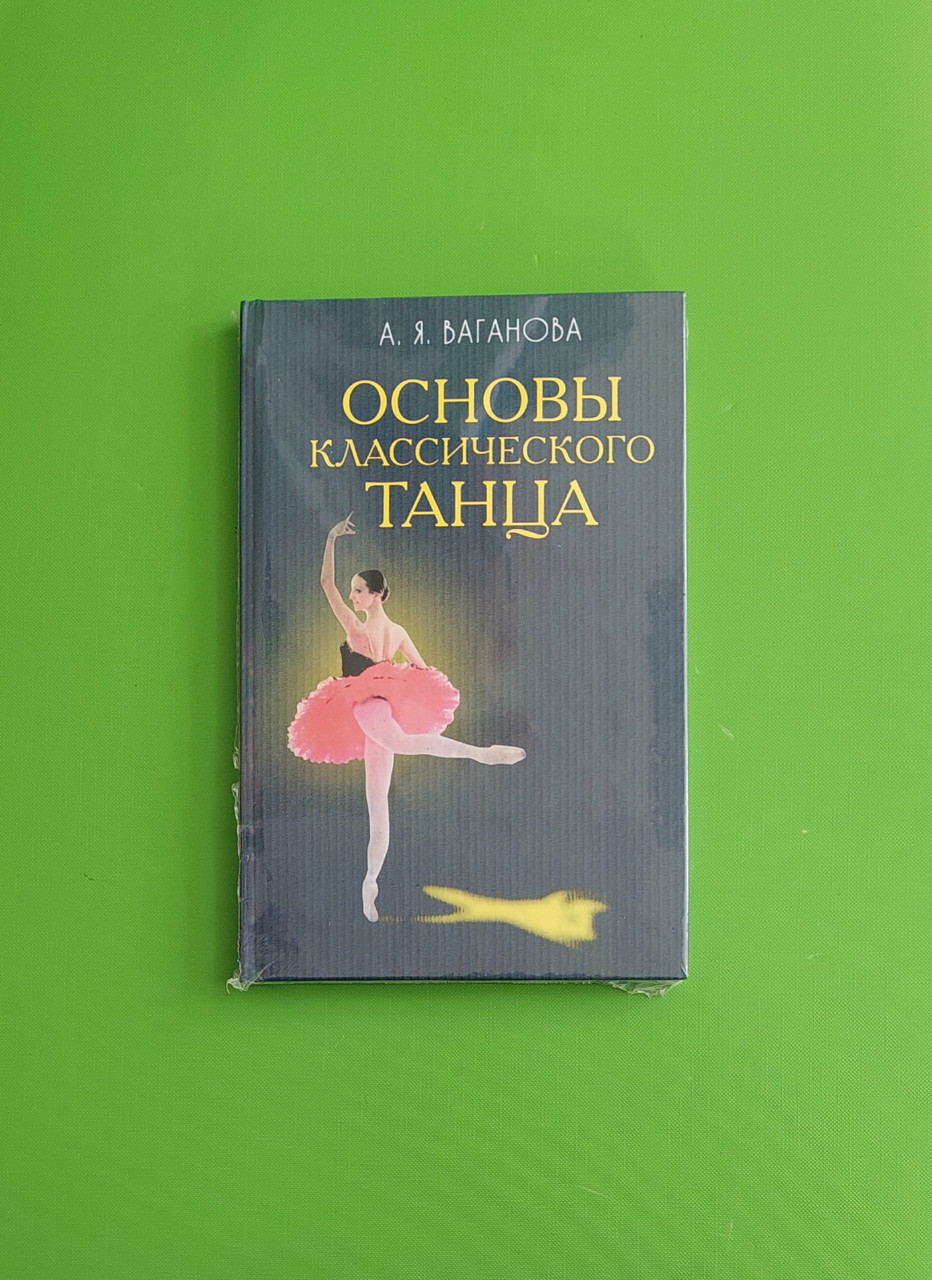 А. Я. ВАГАНОВА
ОСНОВЫ
КЛАССИЧЕСКОГО
ТАНЦА